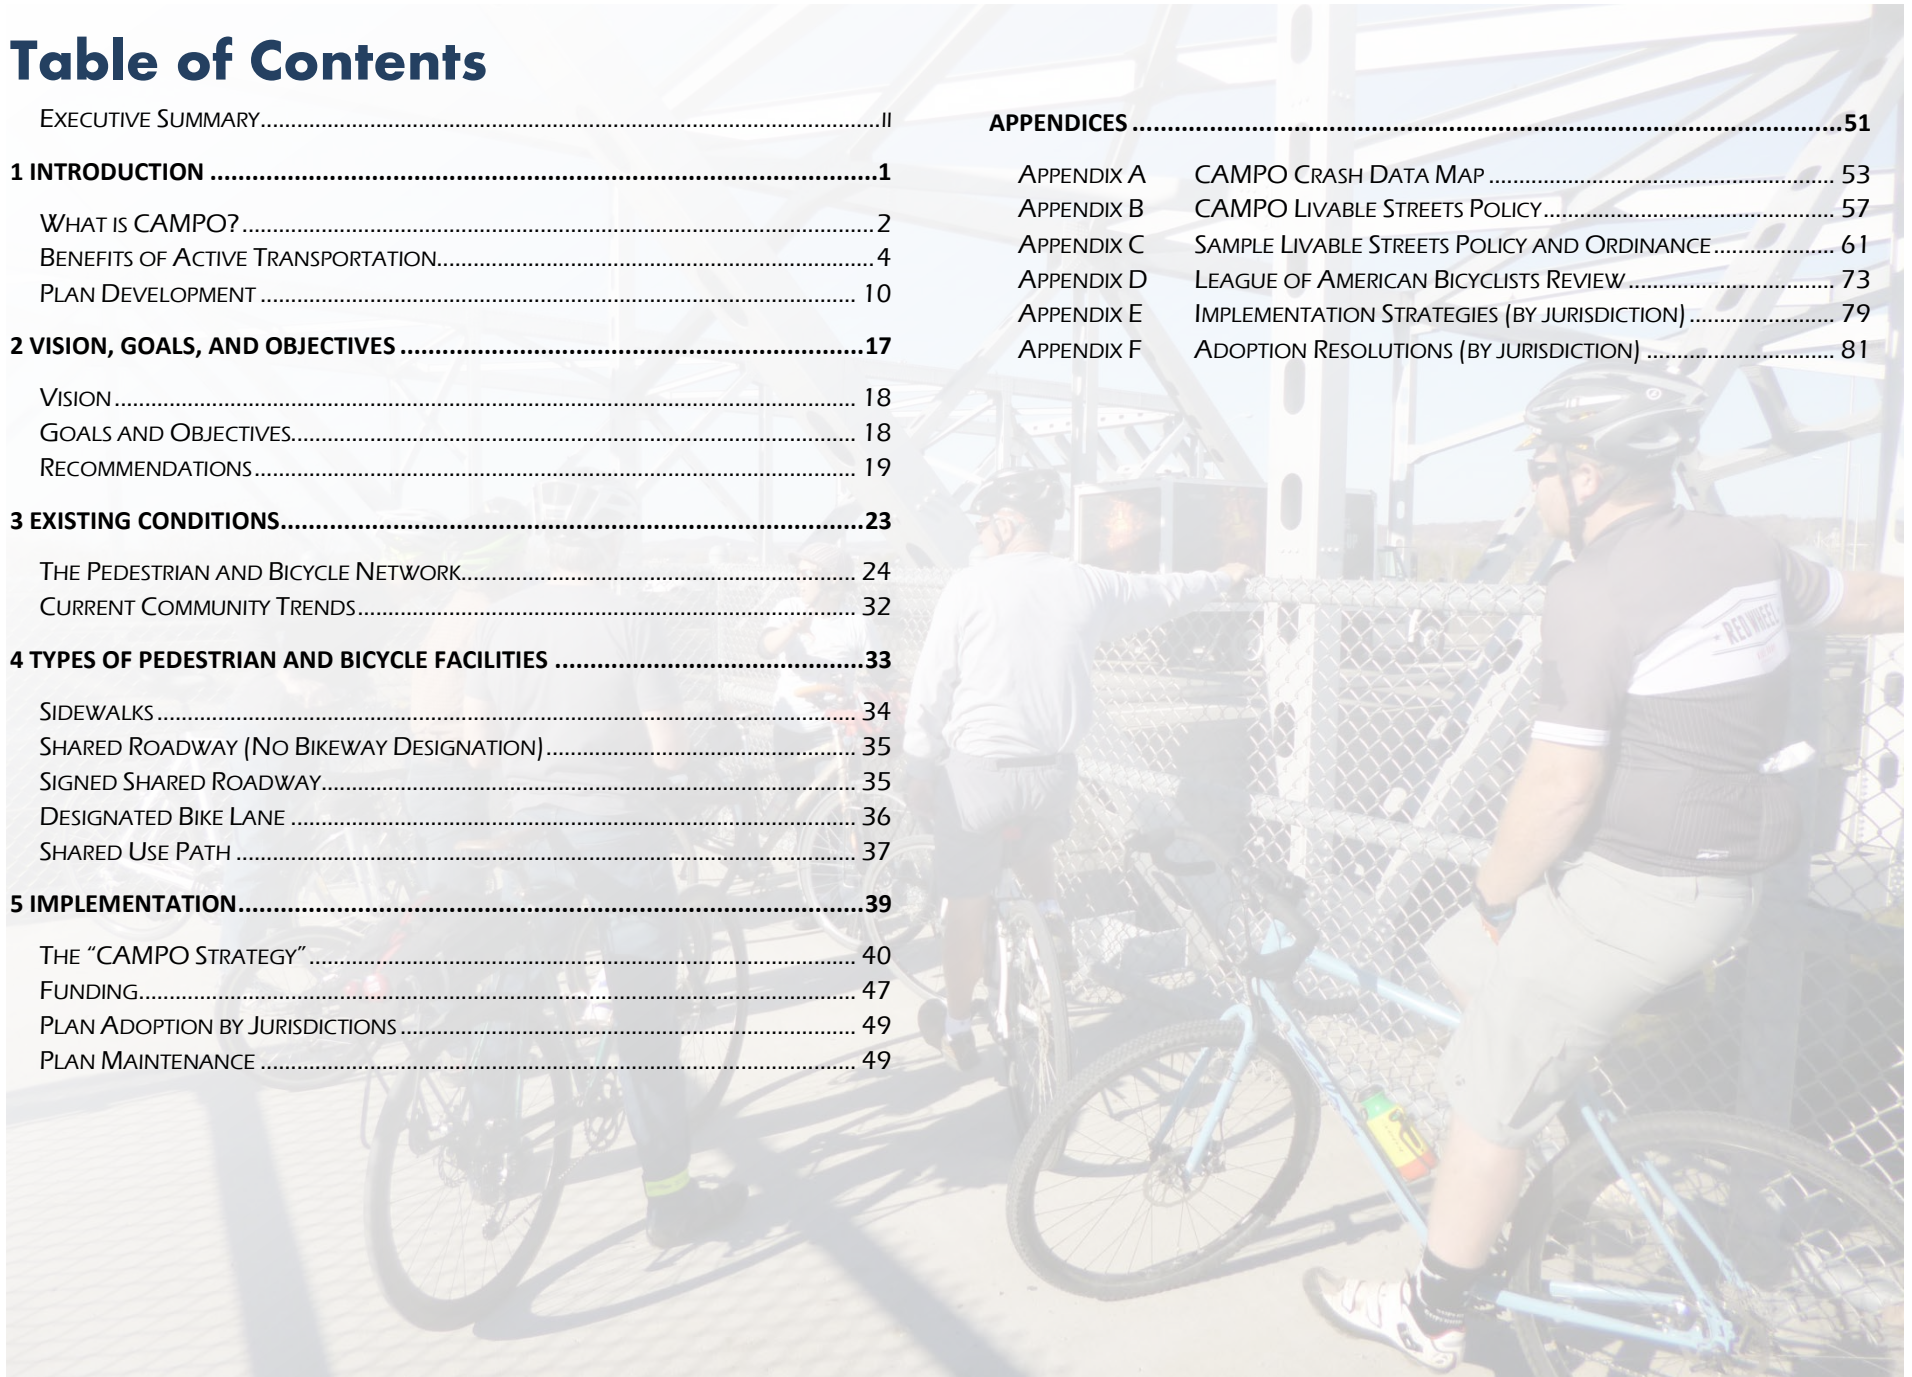 Table of Contents
Executive Summary...ii
1 INTRODUCTION...1
What is CAMPO?...2
Benefits of Active Transportation...4
Plan Development...10
2 VISION, GOALS, AND OBJECTIVES...17
Vision...18
Goals and Objectives...18
Recommendations...19
3 EXISTING CONDITIONS...23
The Pedestrian and Bicycle Network...24
Current Community Trends...32
4 TYPES OF PEDESTRIAN AND BICYCLE FACILITIES...33
Sidewalks...34
Shared Roadway (No Bikeway Designation)...35
Signed Shared Roadway...35
Designated Bike Lane...36
Shared Use Path...37
5 IMPLEMENTATION...39
The “CAMPO Strategy”...40
Funding...47
Plan Adoption by Jurisdictions...49
Plan Maintenance...49
APPENDICES...51
Appendix A CAMPO Crash Data Map...53
Appendix B CAMPO Livable Streets Policy...57
Appendix C Sample Livable Streets Policy and Ordinance...61
Appendix D League of American Bicyclists Review...73
Appendix E Implementation Strategies (by jurisdiction)...79
Appendix F Adoption Resolutions (by jurisdiction)...81
REDWHEEL